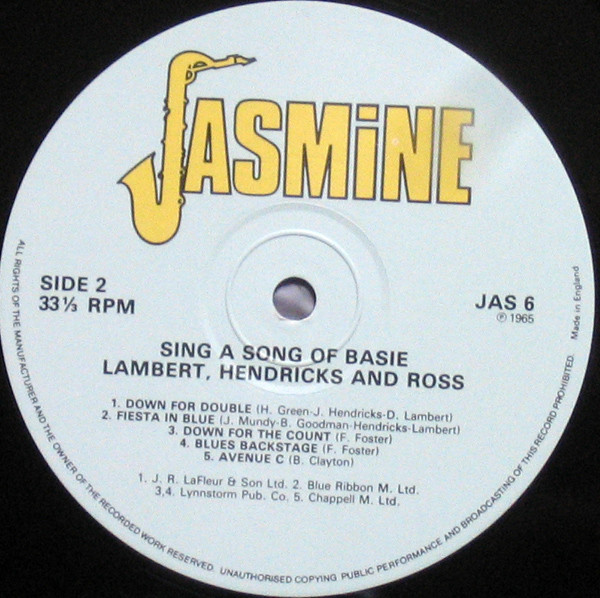 JASMiNE
SIDE 2
33⅓ RPM
JAS 6
℗ 1965
Made in England
SING A SONG OF BASIE
LAMBERT, HENDRICKS AND ROSS
1. DOWN FOR DOUBLE (H. Green-J. Hendricks-D. Lambert)
2. FIESTA IN BLUE (J. Mundy-B. Goodman-Hendricks-Lambert)
3. DOWN FOR THE COUNT (F. Foster)
4. BLUES BACKSTAGE (F. Foster)
5. AVENUE C (B. Clayton)
1. J. R. LaFleur & Son Ltd. 2. Blue Ribbon M. Ltd.
3,4. Lynnstorm Pub. Co. 5. Chappell M. Ltd.
ALL RIGHTS OF THE MANUFACTURER AND THE OWNER OF THE RECORDED WORK RESERVED. UNAUTHORISED COPYING PUBLIC PERFORMANCE AND BROADCASTING OF THIS RECORD PROHIBITED.